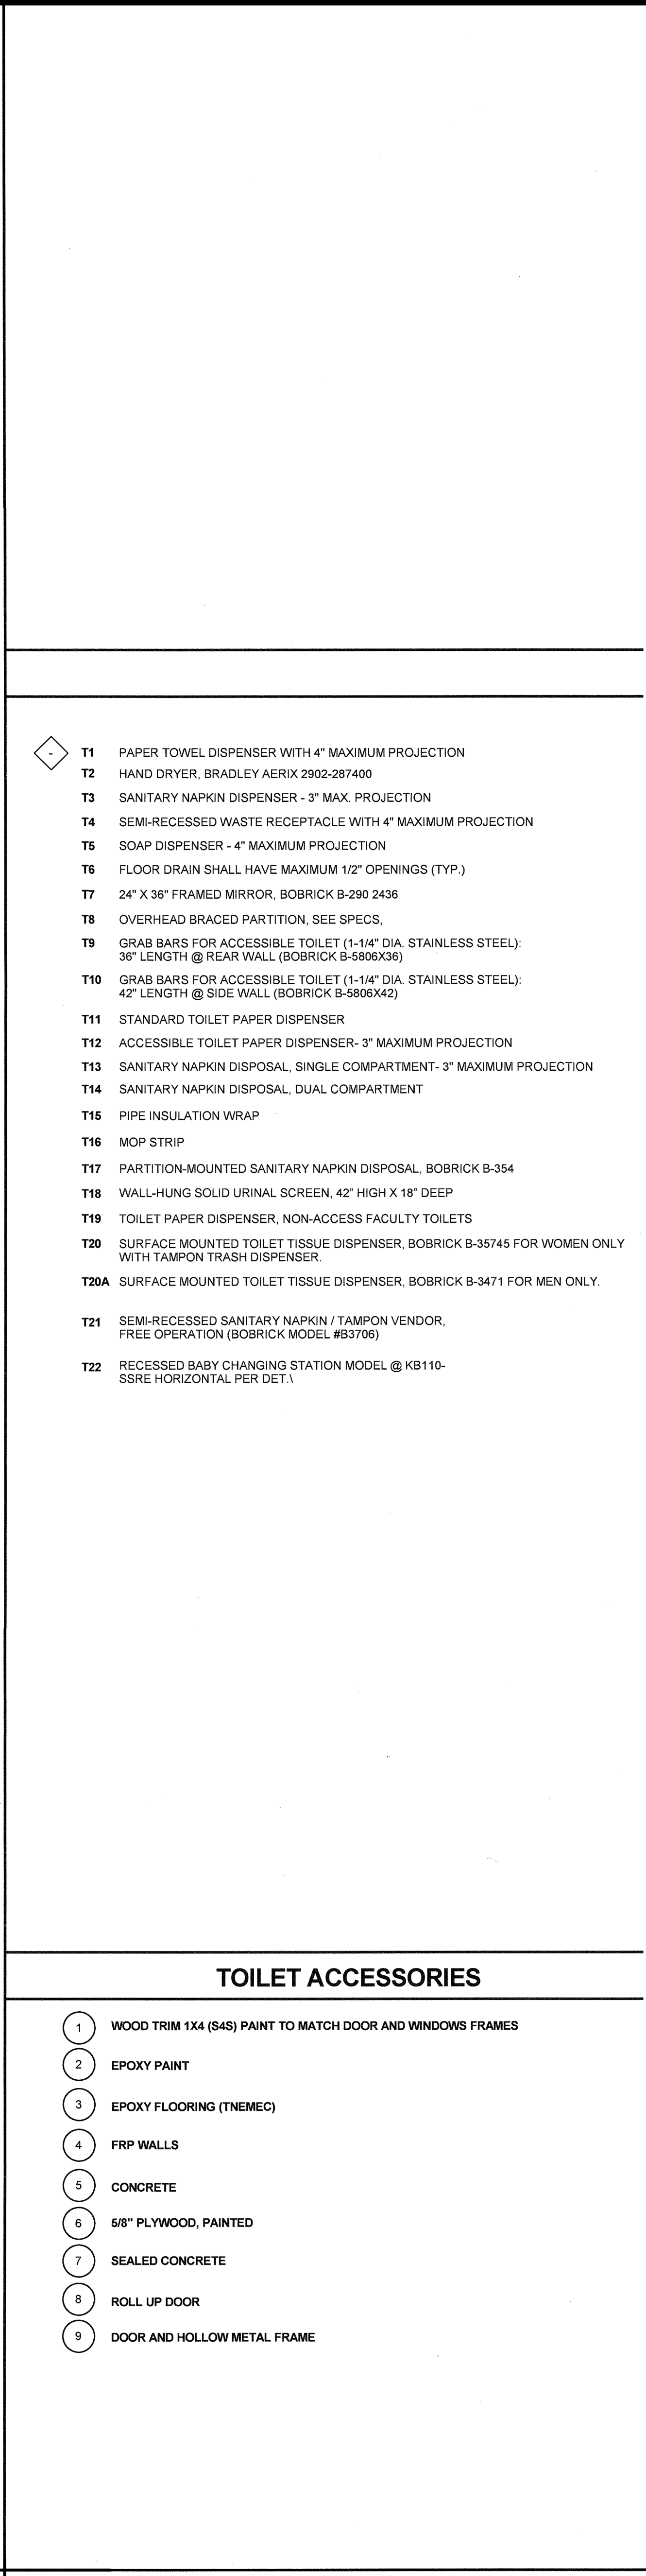 -
T1 PAPER TOWEL DISPENSER WITH 4" MAXIMUM PROJECTION
T2 HAND DRYER, BRADLEY AERIX 2902-287400
T3 SANITARY NAPKIN DISPENSER - 3" MAX. PROJECTION
T4 SEMI-RECESSED WASTE RECEPTACLE WITH 4" MAXIMUM PROJECTION
T5 SOAP DISPENSER - 4" MAXIMUM PROJECTION
T6 FLOOR DRAIN SHALL HAVE MAXIMUM 1/2" OPENINGS (TYP.)
T7 24" X 36" FRAMED MIRROR, BOBRICK B-290 2436
T8 OVERHEAD BRACED PARTITION, SEE SPECS,
T9 GRAB BARS FOR ACCESSIBLE TOILET (1-1/4" DIA. STAINLESS STEEL):
36" LENGTH @ REAR WALL (BOBRICK B-5806X36)
T10 GRAB BARS FOR ACCESSIBLE TOILET (1-1/4" DIA. STAINLESS STEEL):
42" LENGTH @ SIDE WALL (BOBRICK B-5806X42)
T11 STANDARD TOILET PAPER DISPENSER
T12 ACCESSIBLE TOILET PAPER DISPENSER- 3" MAXIMUM PROJECTION
T13 SANITARY NAPKIN DISPOSAL, SINGLE COMPARTMENT- 3" MAXIMUM PROJECTION
T14 SANITARY NAPKIN DISPOSAL, DUAL COMPARTMENT
T15 PIPE INSULATION WRAP
T16 MOP STRIP
T17 PARTITION-MOUNTED SANITARY NAPKIN DISPOSAL, BOBRICK B-354
T18 WALL-HUNG SOLID URINAL SCREEN, 42" HIGH X 18" DEEP
T19 TOILET PAPER DISPENSER, NON-ACCESS FACULTY TOILETS
T20 SURFACE MOUNTED TOILET TISSUE DISPENSER, BOBRICK B-35745 FOR WOMEN ONLY
WITH TAMPON TRASH DISPENSER.
T20A SURFACE MOUNTED TOILET TISSUE DISPENSER, BOBRICK B-3471 FOR MEN ONLY.
T21 SEMI-RECESSED SANITARY NAPKIN / TAMPON VENDOR,
FREE OPERATION (BOBRICK MODEL #B3706)
T22 RECESSED BABY CHANGING STATION MODEL @ KB110-
SSRE HORIZONTAL PER DET.\
TOILET ACCESSORIES
1 WOOD TRIM 1X4 (S4S) PAINT TO MATCH DOOR AND WINDOWS FRAMES
2 EPOXY PAINT
3 EPOXY FLOORING (TNEMEC)
4 FRP WALLS
5 CONCRETE
6 5/8" PLYWOOD, PAINTED
7 SEALED CONCRETE
8 ROLL UP DOOR
9 DOOR AND HOLLOW METAL FRAME